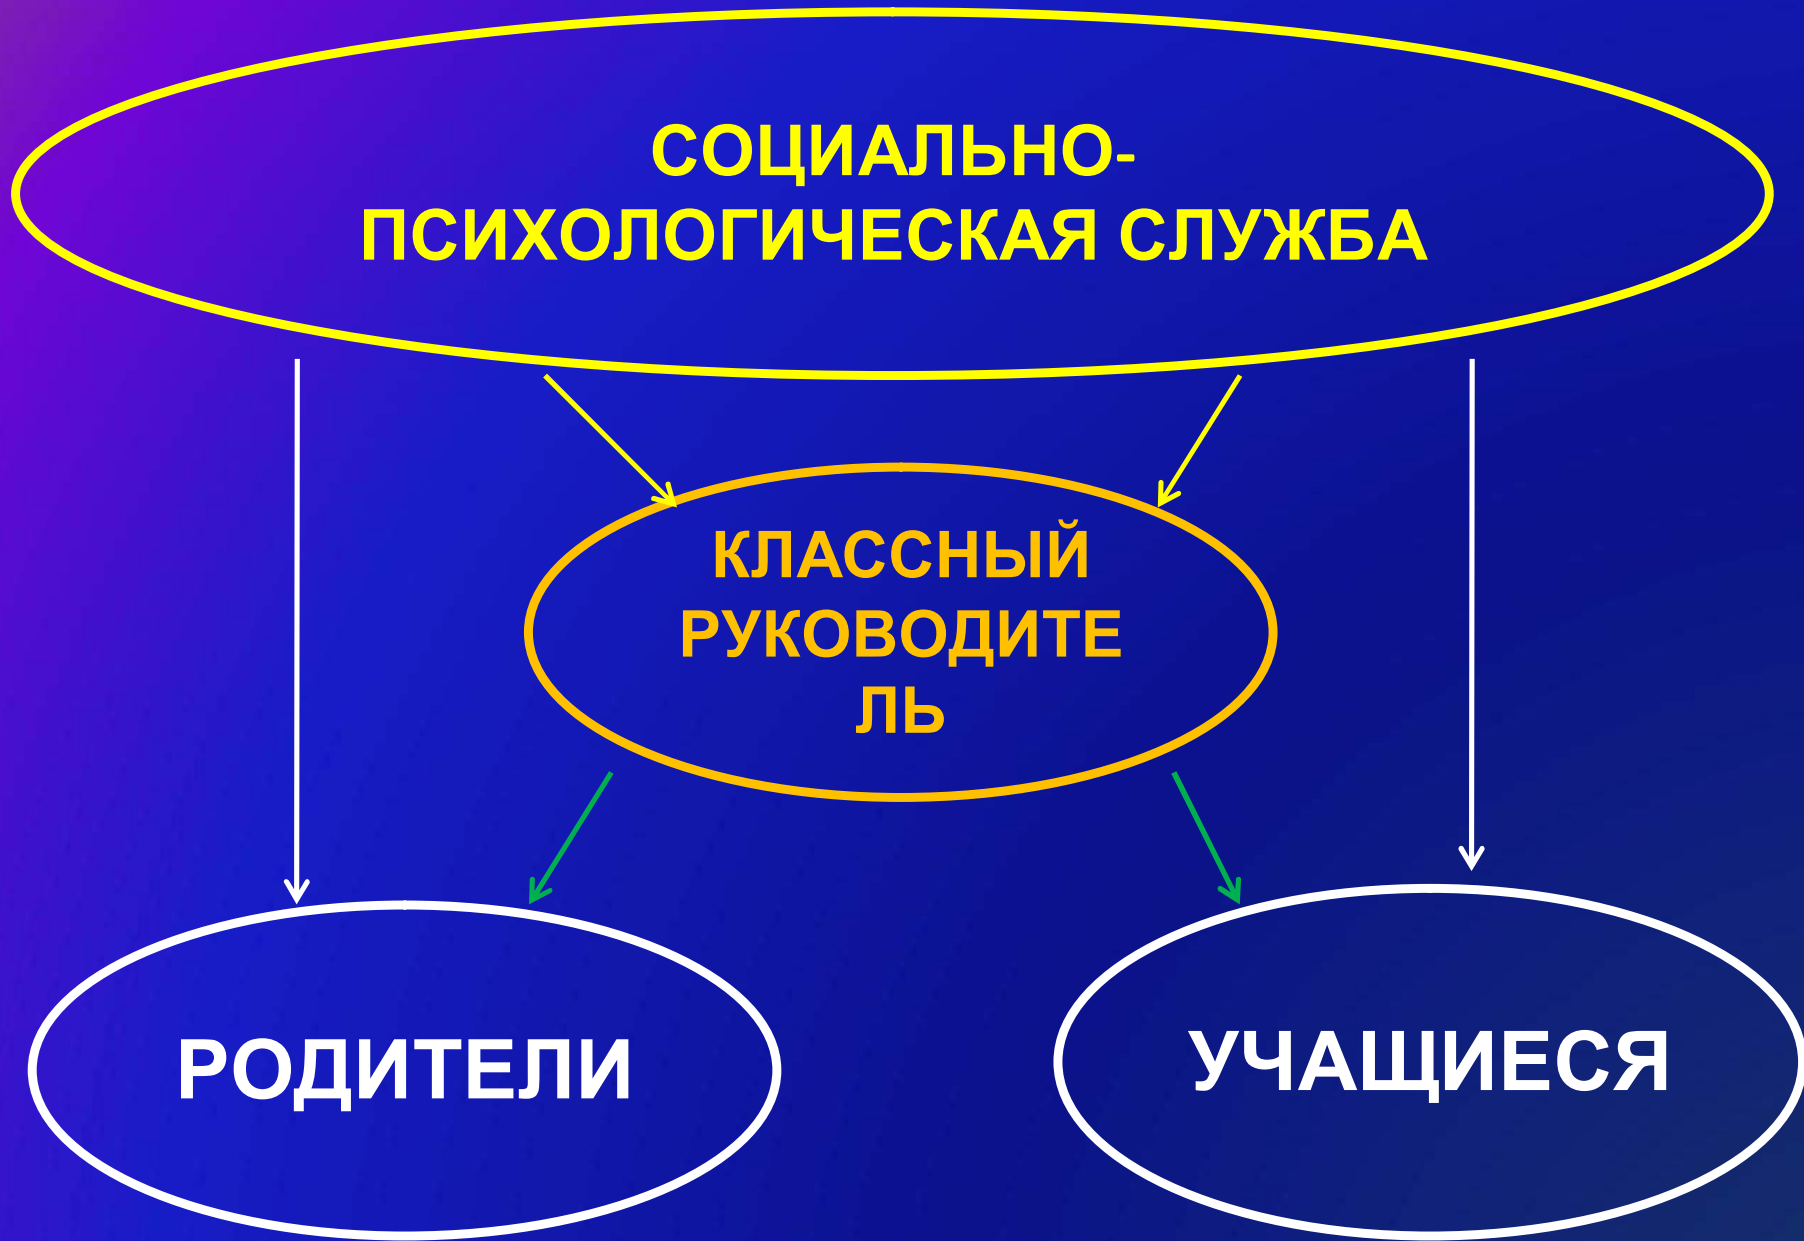 СОЦИАЛЬНО-
ПСИХОЛОГИЧЕСКАЯ СЛУЖБА
КЛАССНЫЙ
РУКОВОДИТЕ
ЛЬ
РОДИТЕЛИ
УЧАЩИЕСЯ